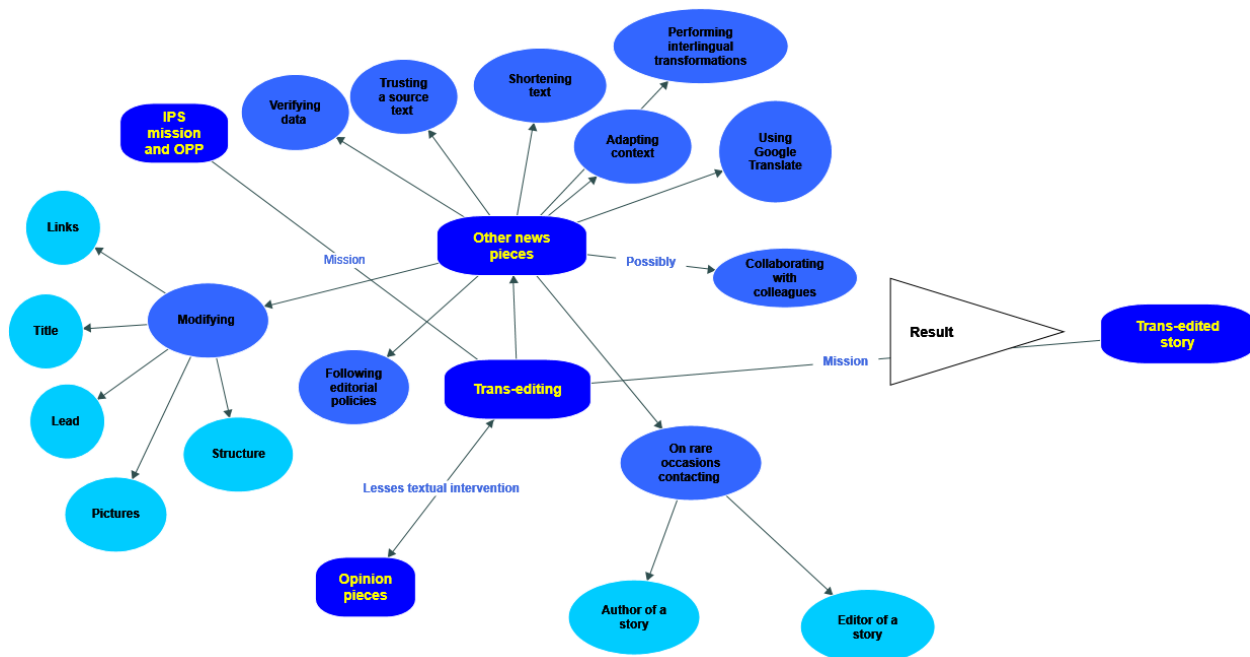 Performing
interlingual
transformations
Trusting
a source
text
Shortening
text
Verifying
data
IPS
mission
and OPP
Adapting
context
Using
Google
Translate
Links
Other news
pieces
Mission
Possibly
Collaborating
with
colleagues
Modifying
Title
Result
Trans-edited
story
Mission
Following
editorial
policies
Trans-editing
Lead
Structure
On rare
occasions
contacting
Lesses textual intervention
Pictures
Opinion
pieces
Author of a
story
Editor of a
story